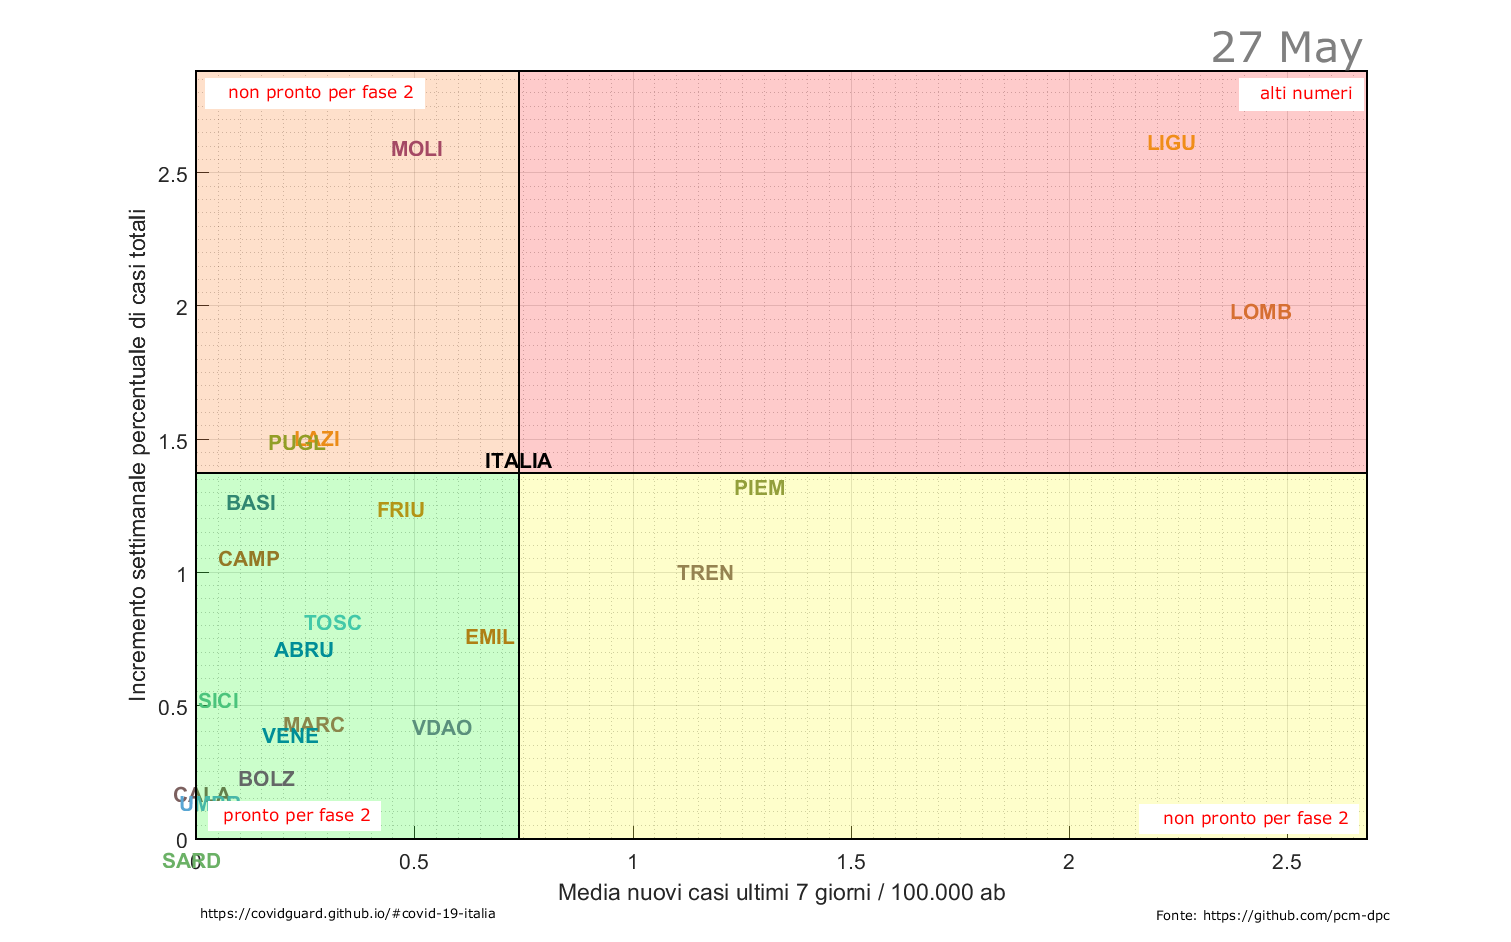 27 May
non pronto per fase 2
alti numeri
MOLI
LIGU
2.5
LOMB
2
LAZI
PUGL
1.5
ITALIA
PIEM
BASI
FRIU
CAMP
TREN
1
TOSC
EMIL
ABRU
SICI
0.5
MARC
VDAO
VENE
BOLZ
CALA
pronto per fase 2
non pronto per fase 2
0
SARD
0 0.5 1 1.5 2 2.5
Incremento settimanale percentuale di casi totali
Media nuovi casi ultimi 7 giorni / 100.000 ab
https://covidguard.github.io/#covid-19-italia
Fonte: https://github.com/pcm-dpc